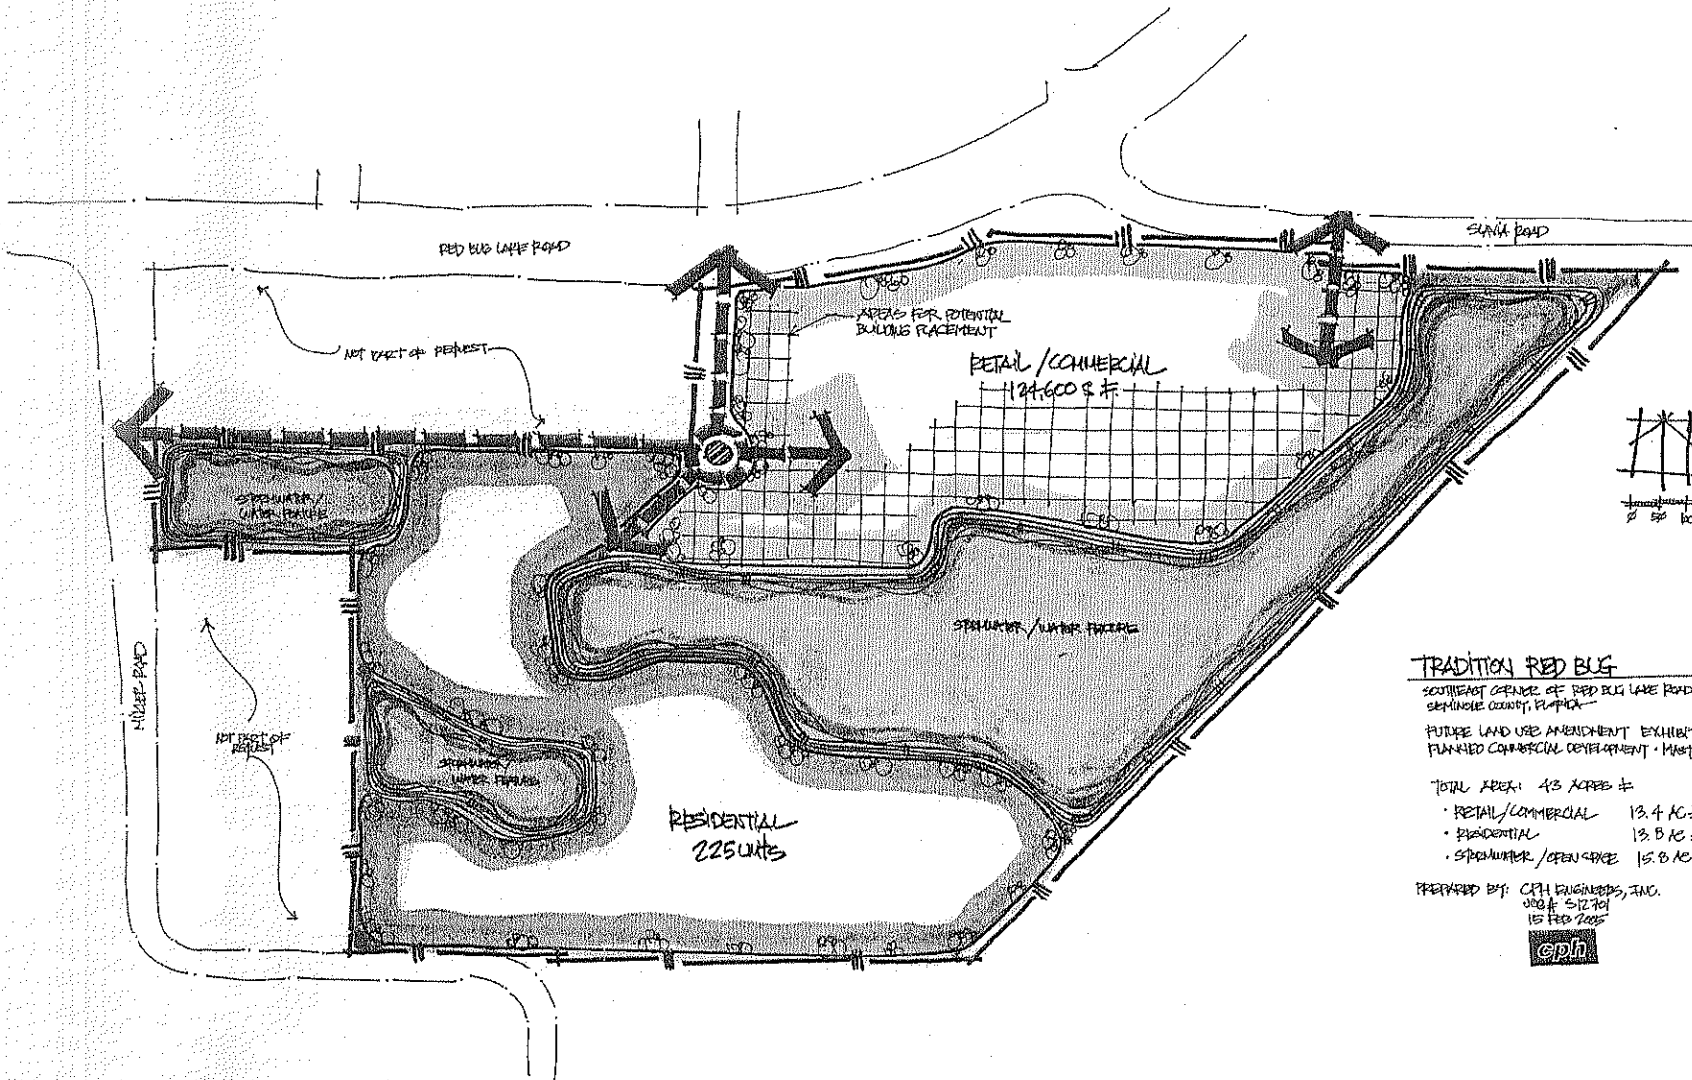 RED BUG LAKE ROAD
SLAVIA ROAD
NOT PART OF REQUEST
AREAS FOR POTENTIAL
BUILDING PLACEMENT
RETAIL/COMMERCIAL
124,600 S.F.
STORMWATER/
WATER FEATURE
STORMWATER/WATER FEATURE
ROAD
NOT PART OF
REQUEST
STORMWATER/
WATER FEATURE
RESIDENTIAL
225 UNITS
0 50
TRADITION RED BUG
SOUTHEAST CORNER OF RED BUG LAKE ROAD
SEMINOLE COUNTY, FLORIDA
FUTURE LAND USE AMENDMENT EXHIBIT
PLANNED COMMERCIAL DEVELOPMENT •
TOTAL AREA: 43 ACRES ±
• RETAIL/COMMERCIAL 13.4 AC
• RESIDENTIAL 13.8 AC
• STORMWATER/OPEN SPACE 15.8 AC
PREPARED BY: CPH ENGINEERS, INC.
JOB #
15 FEB 2005
cph